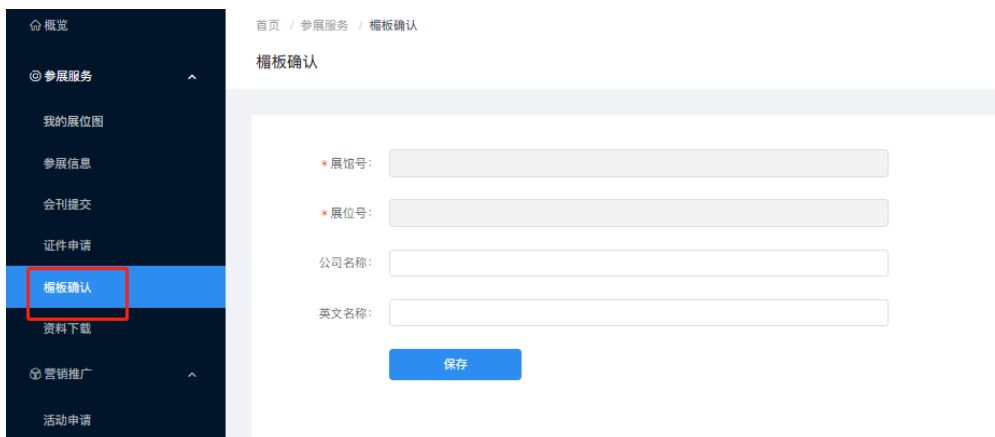 概览
参展服务
我的展位图
参展信息
会刊提交
证件申请
楣板确认
资料下载
营销推广
活动申请
首页 / 参展服务 / 楣板确认
楣板确认
* 展馆号:
* 展位号:
公司名称:
英文名称:
保存